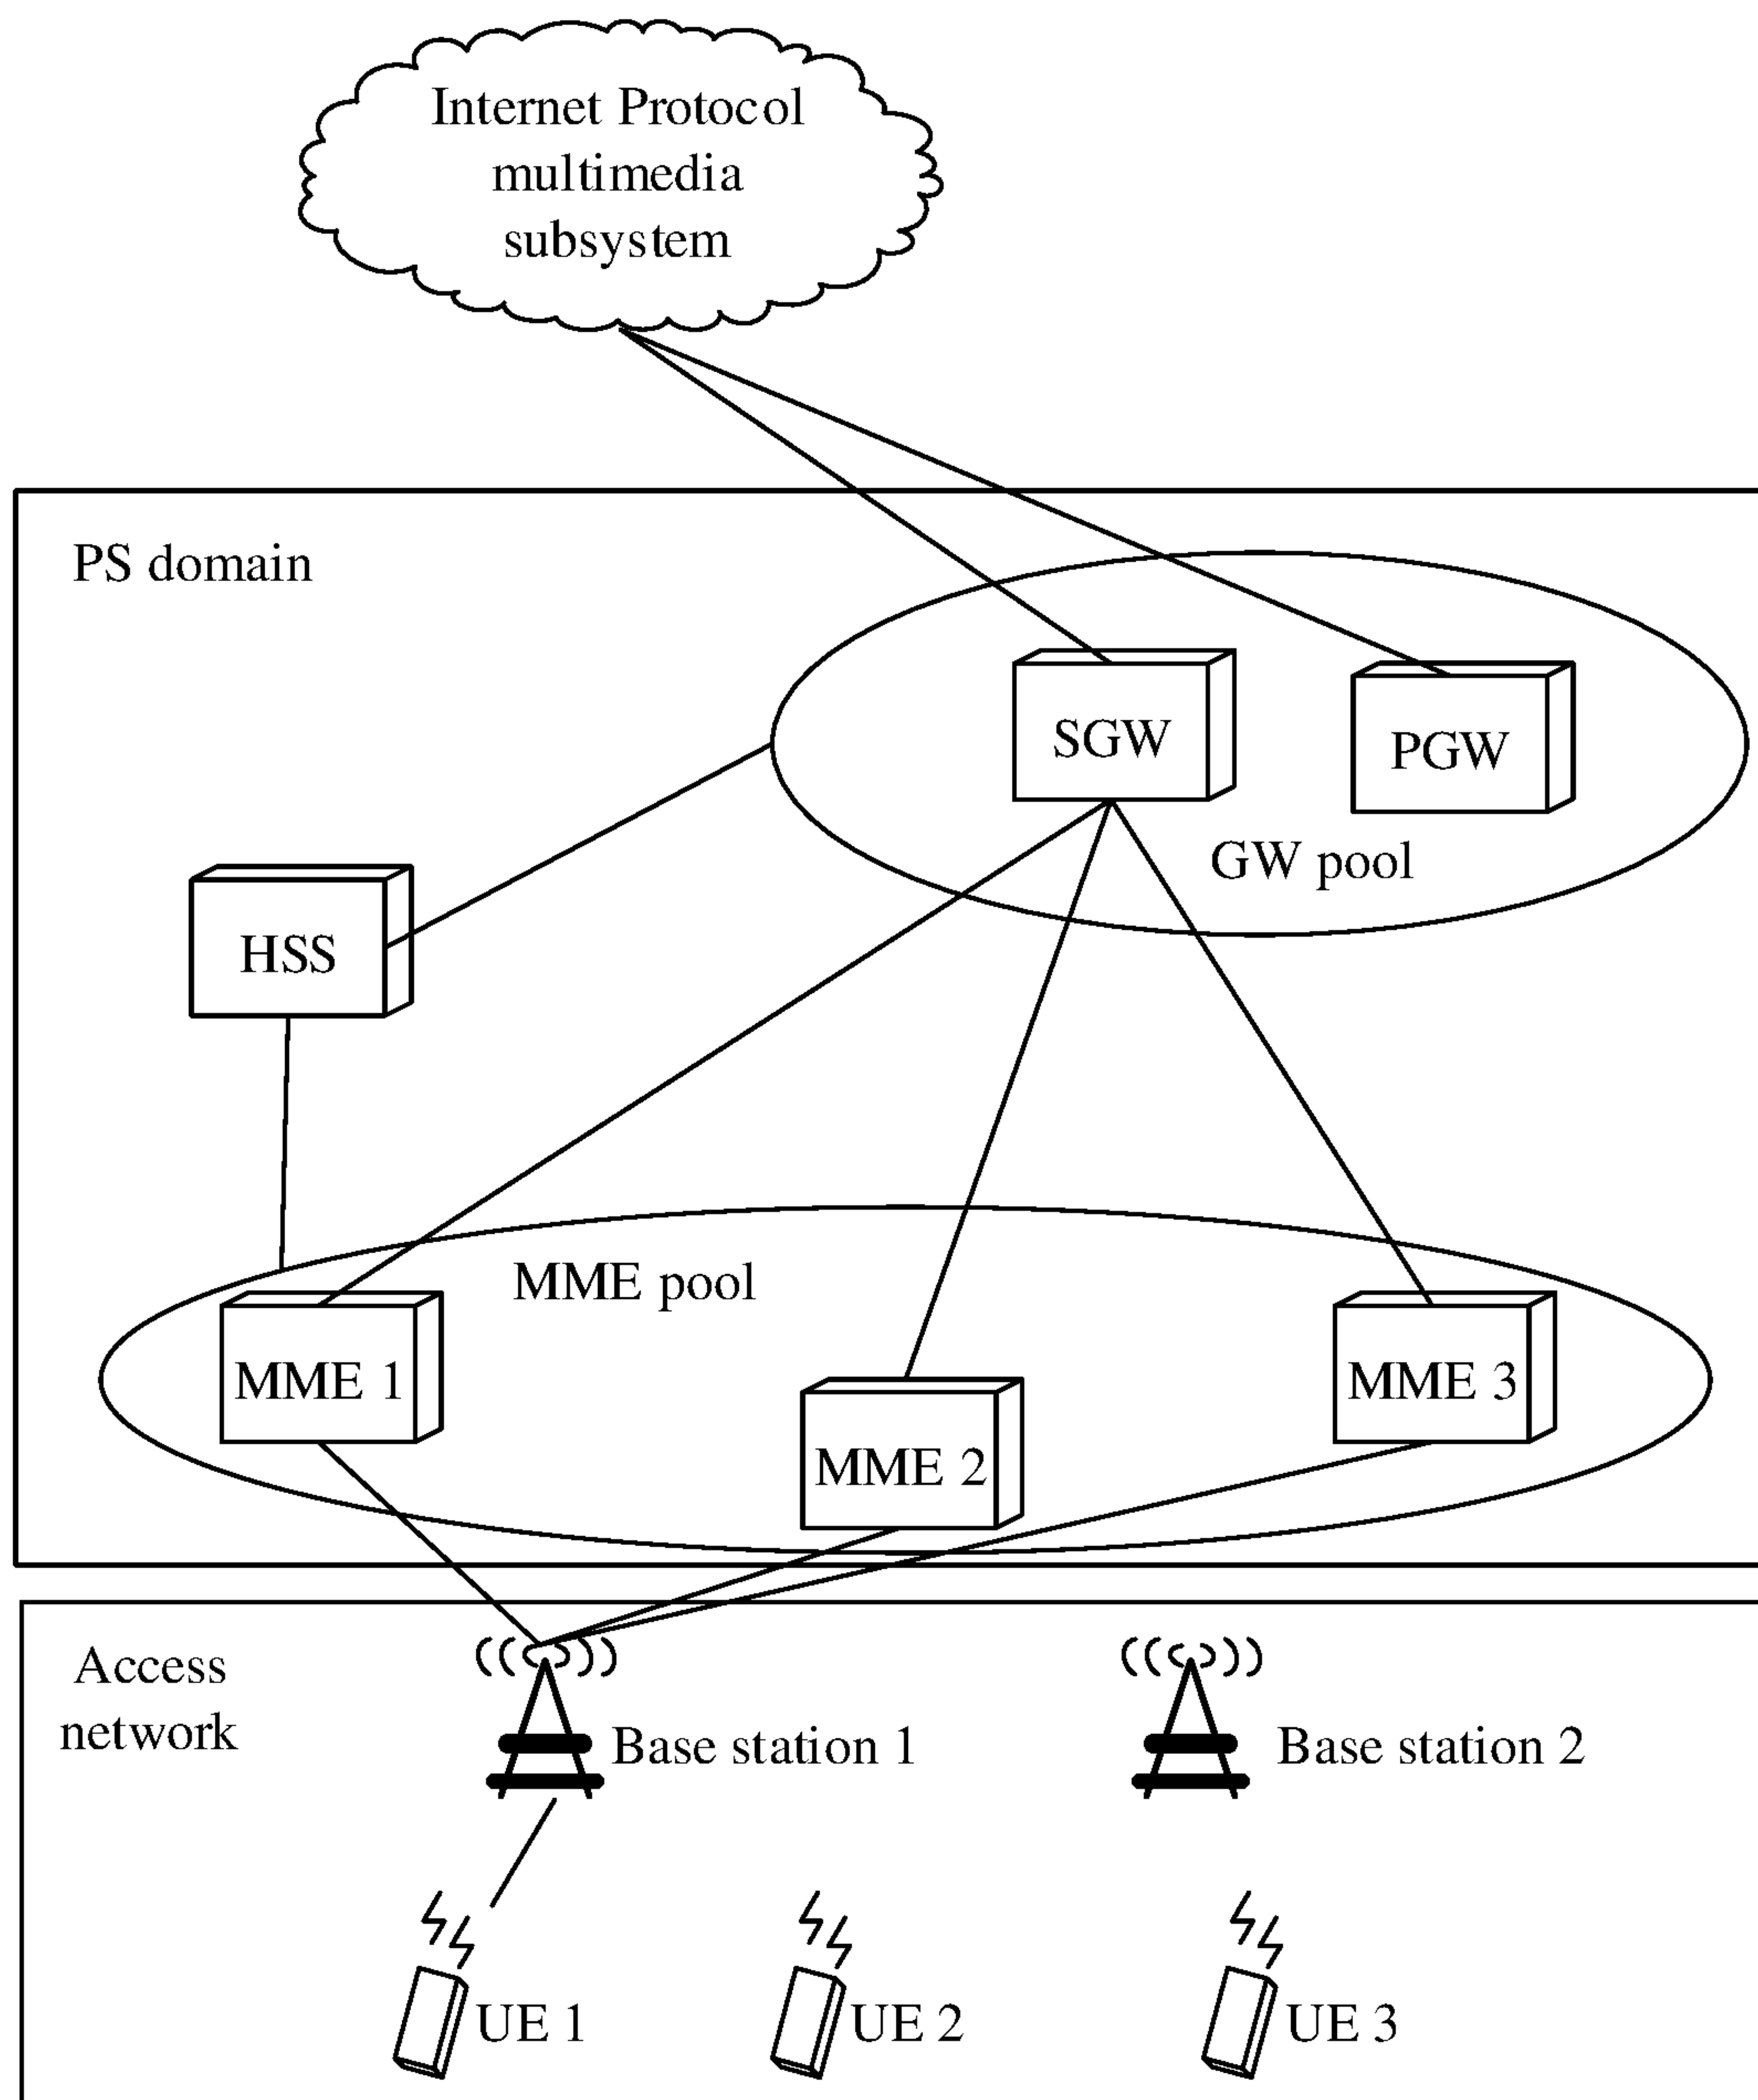 Internet Protocol
multimedia
subsystem
PS domain
SGW
PGW
GW pool
HSS
MME pool
MME 1
MME 2
MME 3
Access
network
Base station 1
Base station 2
UE 1
UE 2
UE 3